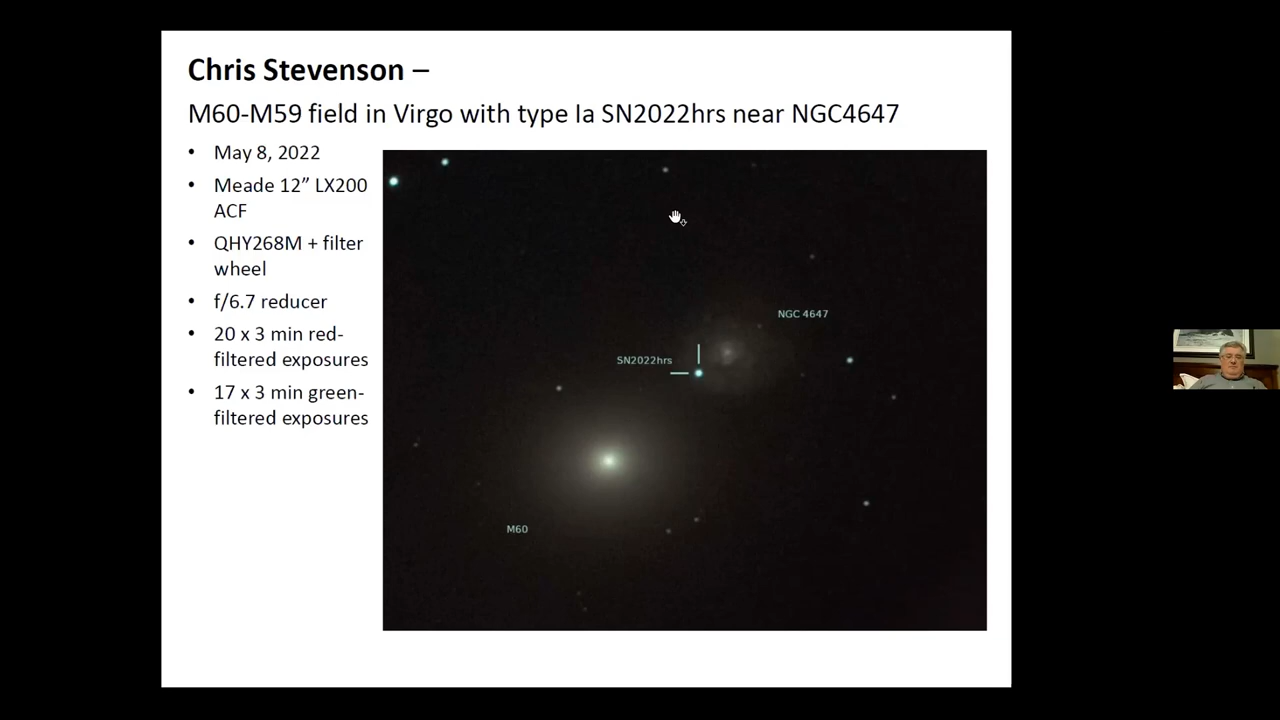 Chris Stevenson –
M60-M59 field in Virgo with type Ia SN2022hrs near NGC4647
• May 8, 2022
• Meade 12” LX200
ACF
• QHY268M + filter
wheel
• f/6.7 reducer
• 20 x 3 min red-
filtered exposures
• 17 x 3 min green-
filtered exposures
NGC 4647
SN2022hrs
M60